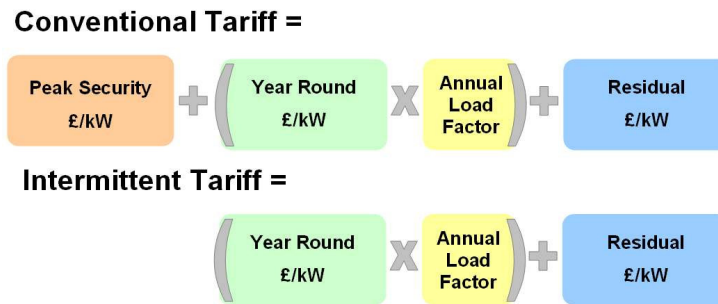 Conventional Tariff =
Peak Security
£/kW
+
(
Year Round
£/kW
X
Annual
Load
Factor
)
+
Residual
£/kW
Intermittent Tariff =
(
Year Round
£/kW
X
Annual
Load
Factor
)
+
Residual
£/kW